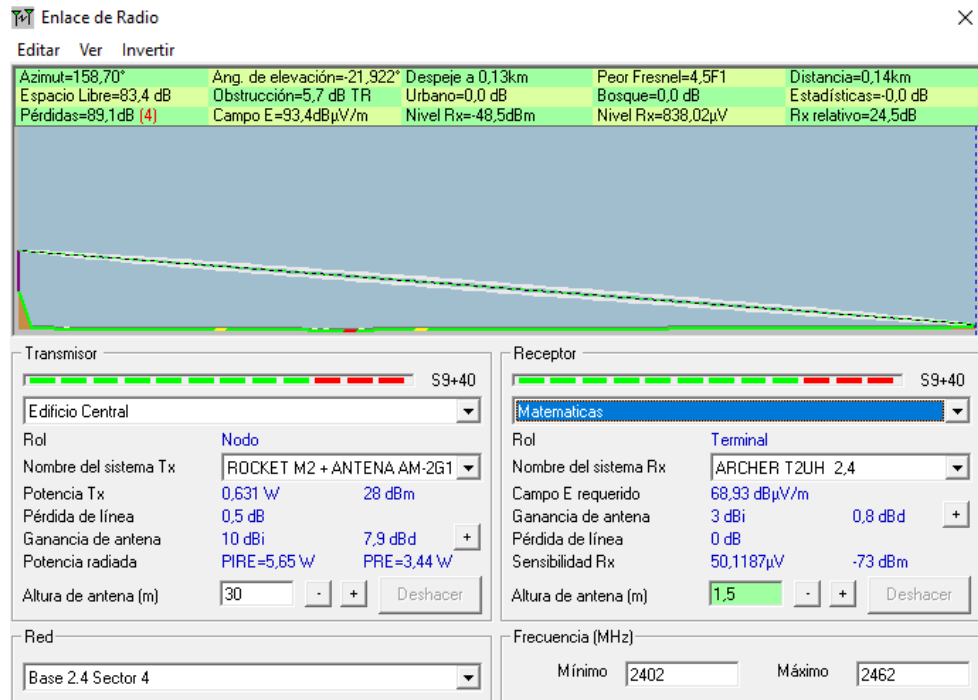 Enlace de Radio
Editar Ver Invertir
Azimut=158,70° Ang. de elevación=-21,922° Despeje a 0,13km Peor Fresnel=4,5F1 Distancia=0,14km
Espacio Libre=83,4 dB Obstrucción=5,7 dB TR Urbano=0,0 dB Bosque=0,0 dB Estadísticas=-0,0 dB
Pérdidas=89,1dB (4) Campo E=93,4dBµV/m Nivel Rx=-48,5dBm Nivel Rx=838,02µV Rx relativo=24,5dB
Transmisor
S9+40
Edificio Central
Rol Nodo
Nombre del sistema Tx ROCKET M2 + ANTENA AM-2G1
Potencia Tx 0,631 W 28 dBm
Pérdida de línea 0,5 dB
Ganancia de antena 10 dBi 7,9 dBd +
Potencia radiada PIRE=5,65 W PRE=3,44 W
Altura de antena (m) 30 - + Deshacer
Receptor
S9+40
Matematicas
Rol Terminal
Nombre del sistema Rx ARCHER T2UH 2,4
Campo E requerido 68,93 dBµV/m
Ganancia de antena 3 dBi 0,8 dBd +
Pérdida de línea 0 dB
Sensibilidad Rx 50,1187µV -73 dBm
Altura de antena (m) 1,5 - + Deshacer
Red
Base 2.4 Sector 4
Frecuencia (MHz)
Mínimo 2402 Máximo 2462